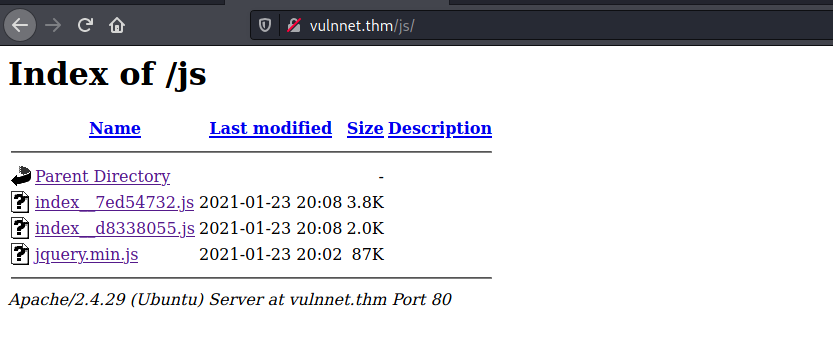 vulnnet.thm/js/
Index of /js
Name Last modified Size Description
Parent Directory -
index__7ed54732.js 2021-01-23 20:08 3.8K
index__d8338055.js 2021-01-23 20:08 2.0K
jquery.min.js 2021-01-23 20:02 87K
Apache/2.4.29 (Ubuntu) Server at vulnnet.thm Port 80